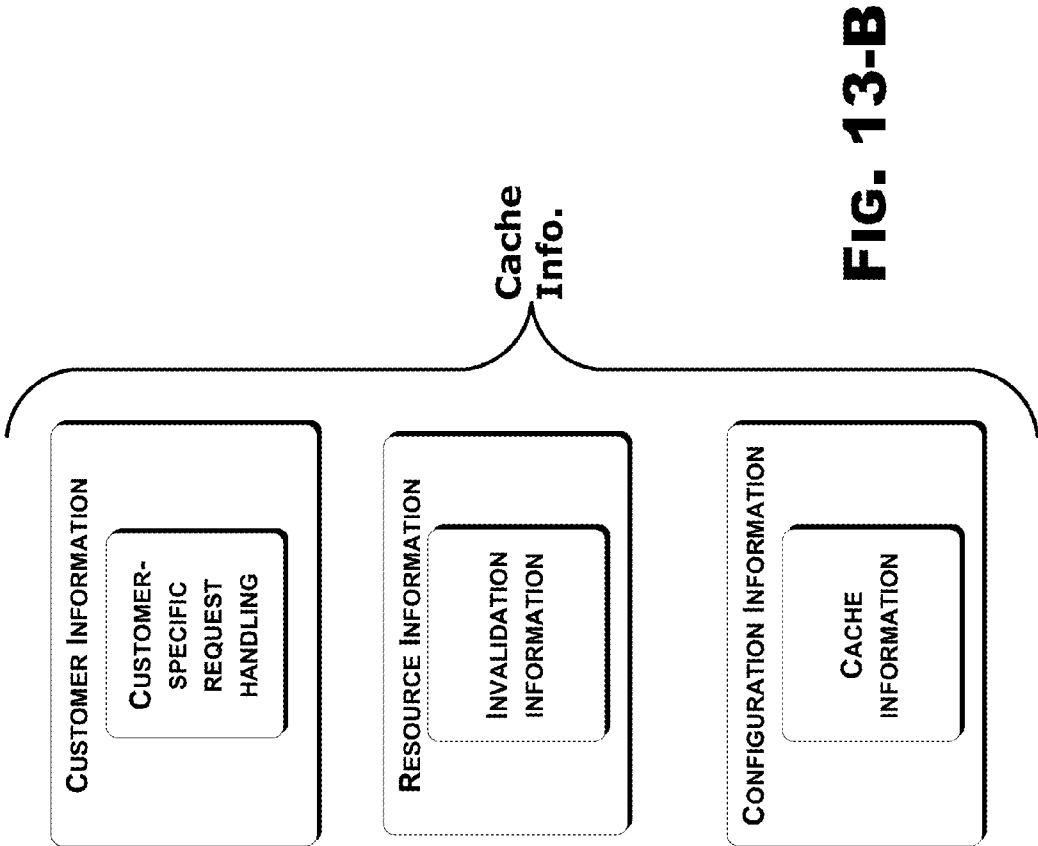 CUSTOMER INFORMATION
CUSTOMER-
SPECIFIC
REQUEST
HANDLING
RESOURCE INFORMATION
INVALIDATION
INFORMATION
CONFIGURATION INFORMATION
CACHE
INFORMATION
Cache
Info.
FIG. 13-B